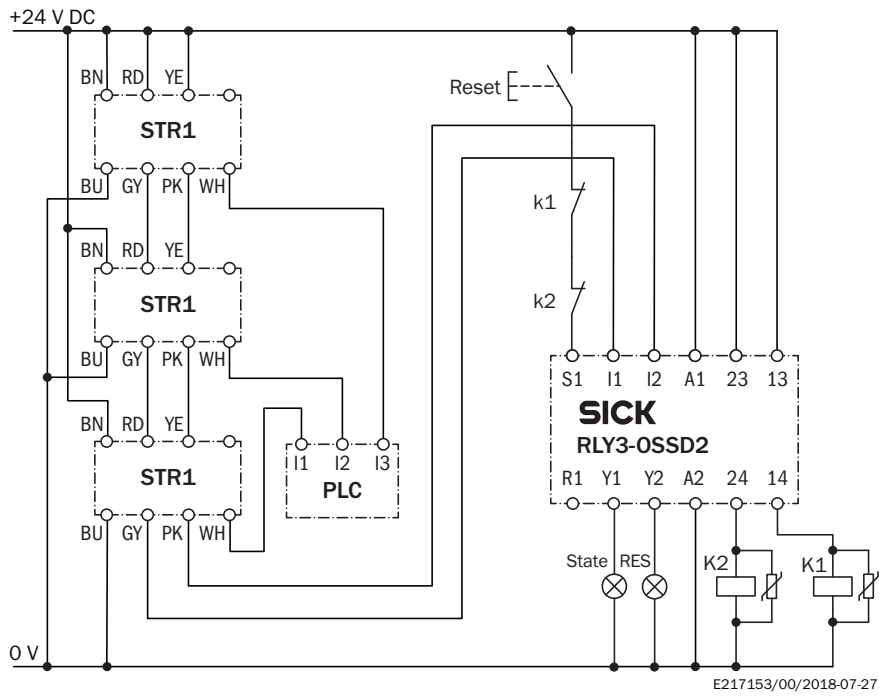 +24 V DC
BN RD YE
STR1
BU GY PK WH
BN RD YE
STR1
BU GY PK WH
BN RD YE
STR1
BU GY PK WH
I1 I2 I3
PLC
Reset
k1
k2
S1 I1 I2 A1 23 13
SICK
RLY3-OSSD2
R1 Y1 Y2 A2 24 14
State RES K2 K1
0 V
E217153/00/2018-07-27